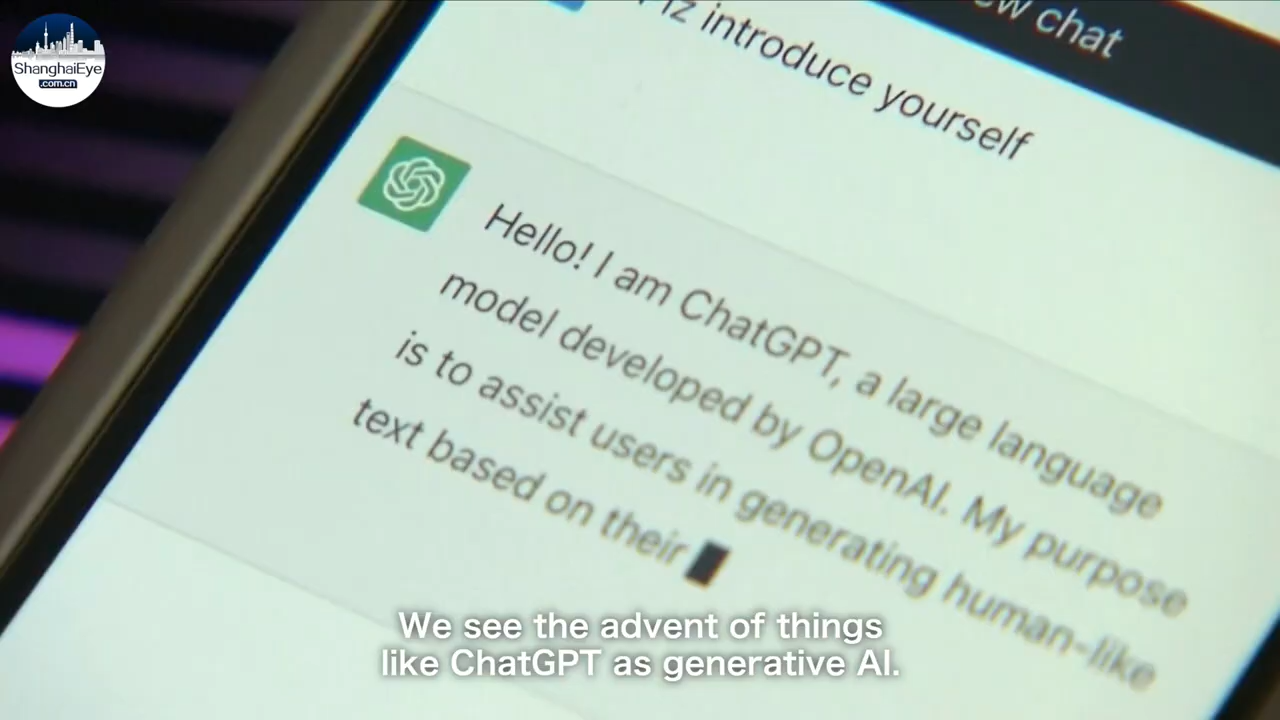 ShanghaiEye
.com.cn
new chat
introduce yourself
Hello! I am ChatGPT, a large language
model developed by OpenAI. My purpose
is to assist users in generating human-like
text based on their
We see the advent of things
like ChatGPT as generative AI.